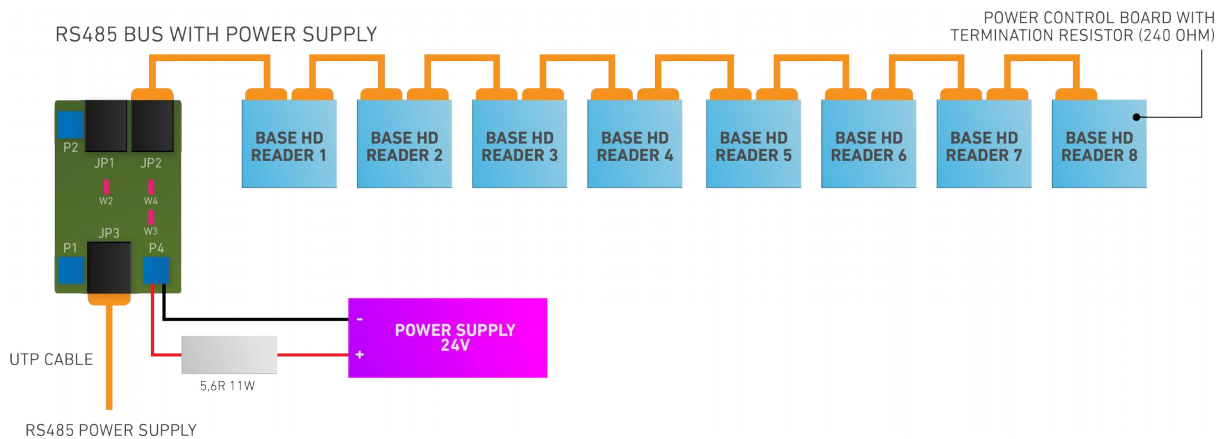 POWER CONTROL BOARD WITH
TERMINATION RESISTOR (240 OHM)
RS485 BUS WITH POWER SUPPLY
BASE HD
READER 1
BASE HD
READER 2
BASE HD
READER 3
BASE HD
READER 4
BASE HD
READER 5
BASE HD
READER 6
BASE HD
READER 7
BASE HD
READER 8
P2
JP1
JP2
W2
W4
W3
JP3
P1
P4
-
+
POWER SUPPLY
24V
5,6R 11W
UTP CABLE
RS485 POWER SUPPLY